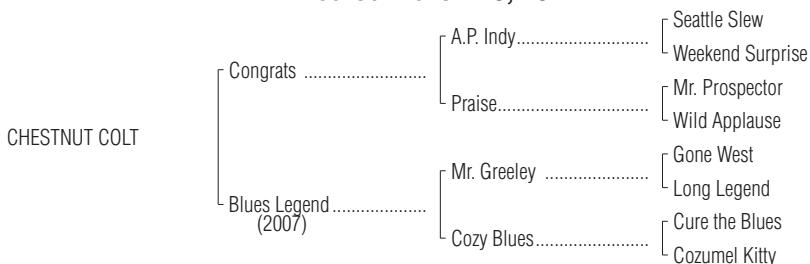 A.P. Indy
Seattle Slew
Weekend Surprise
Congrats
Praise
Mr. Prospector
Wild Applause
CHESTNUT COLT
Mr. Greeley
Gone West
Long Legend
Blues Legend
(2007)
Cozy Blues
Cure the Blues
Cozumel Kitty